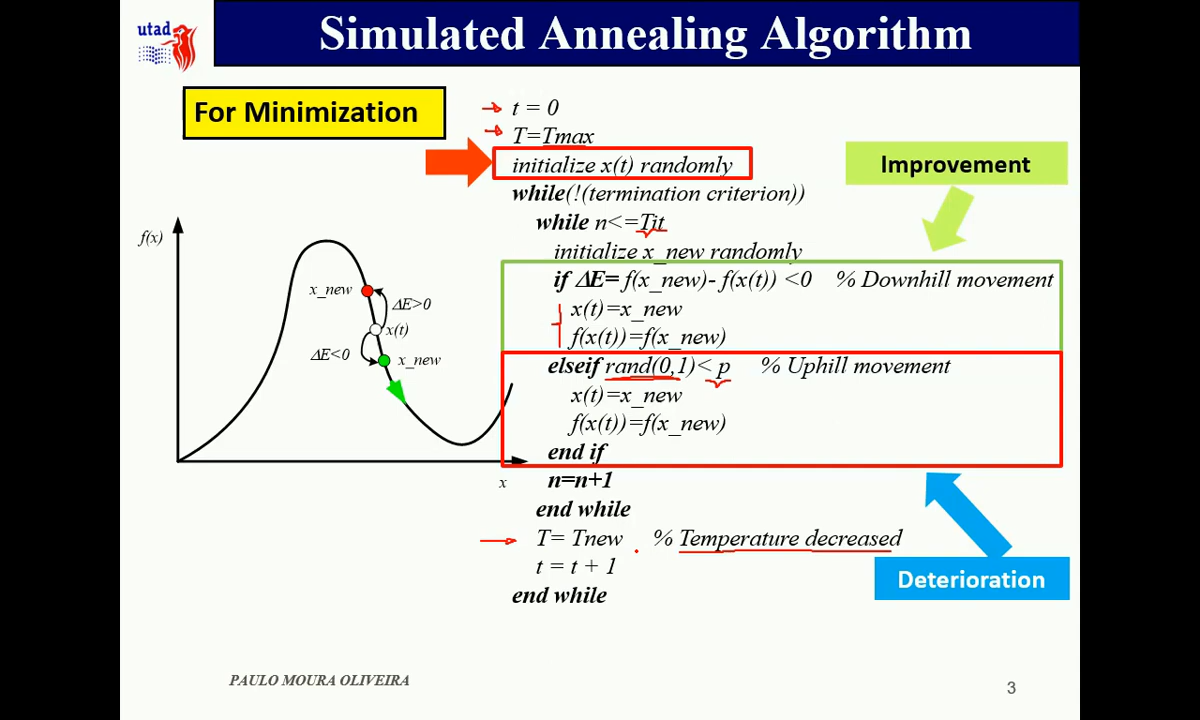 utad
Simulated Annealing Algorithm
For Minimization
t = 0
T=Tmax
initialize x(t) randomly
while(!(termination criterion))
while n<=Tit
initialize x_new randomly
if ΔE= f(x_new)- f(x(t)) <0 % Downhill movement
x(t)=x_new
f(x(t))=f(x_new)
elseif rand(0,1)< p % Uphill movement
x(t)=x_new
f(x(t))=f(x_new)
end if
n=n+1
end while
T= Tnew % Temperature decreased
t = t + 1
end while
Improvement
Deterioration
f(x)
x_new
ΔE>0
x(t)
ΔE<0
x_new
x
PAULO MOURA OLIVEIRA
3